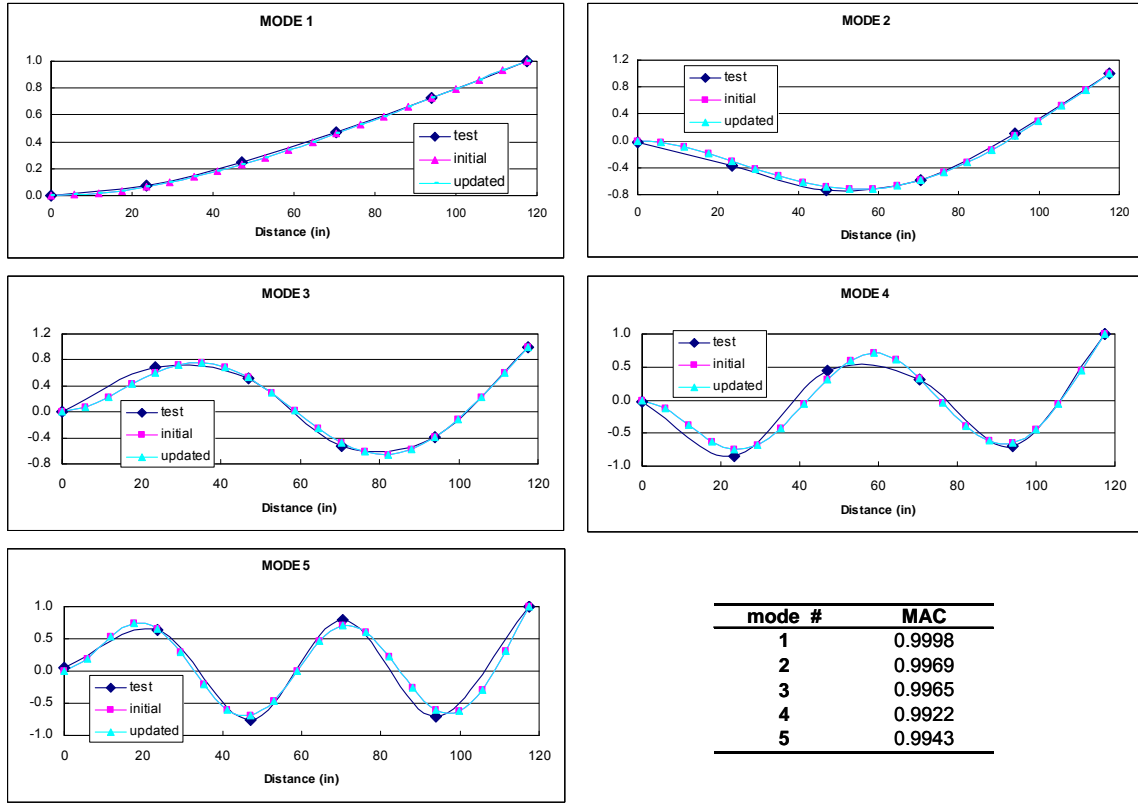 MODE 1
1.0
0.8
0.6
0.4
0.2
0.0
test
initial
updated
0 20 40 60 80 100 120
Distance (in)
MODE 2
1.2
0.8
0.4
0.0
-0.4
-0.8
test
initial
updated
0 20 40 60 80 100 120
Distance (in)
MODE 3
1.2
0.8
0.4
0.0
-0.4
-0.8
test
initial
updated
0 20 40 60 80 100 120
Distance (in)
MODE 4
1.0
0.5
0.0
-0.5
-1.0
test
initial
updated
0 20 40 60 80 100 120
Distance (in)
MODE 5
1.0
0.5
0.0
-0.5
-1.0
test
initial
updated
0 20 40 60 80 100 120
Distance (in)
mode # MAC
1 0.9998
2 0.9969
3 0.9965
4 0.9922
5 0.9943